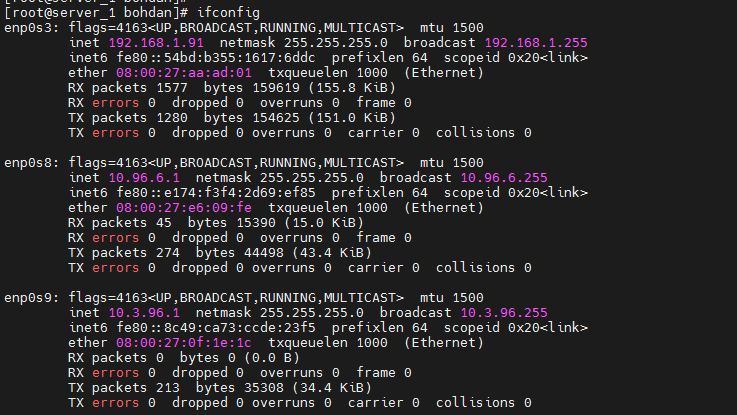 [root@server_1 bohdan]#
[root@server_1 bohdan]# ifconfig
enp0s3: flags=4163<UP,BROADCAST,RUNNING,MULTICAST>  mtu 1500
        inet 192.168.1.91  netmask 255.255.255.0  broadcast 192.168.1.255
        inet6 fe80::54bd:b355:1617:6ddc  prefixlen 64  scopeid 0x20<link>
        ether 08:00:27:aa:ad:01  txqueuelen 1000  (Ethernet)
        RX packets 1577  bytes 159619 (155.8 KiB)
        RX errors 0  dropped 0  overruns 0  frame 0
        TX packets 1280  bytes 154625 (151.0 KiB)
        TX errors 0  dropped 0 overruns 0  carrier 0  collisions 0

enp0s8: flags=4163<UP,BROADCAST,RUNNING,MULTICAST>  mtu 1500
        inet 10.96.6.1  netmask 255.255.255.0  broadcast 10.96.6.255
        inet6 fe80::e174:f3f4:2d69:ef85  prefixlen 64  scopeid 0x20<link>
        ether 08:00:27:e6:09:fe  txqueuelen 1000  (Ethernet)
        RX packets 45  bytes 15390 (15.0 KiB)
        RX errors 0  dropped 0  overruns 0  frame 0
        TX packets 274  bytes 44498 (43.4 KiB)
        TX errors 0  dropped 0 overruns 0  carrier 0  collisions 0

enp0s9: flags=4163<UP,BROADCAST,RUNNING,MULTICAST>  mtu 1500
        inet 10.3.96.1  netmask 255.255.255.0  broadcast 10.3.96.255
        inet6 fe80::8c49:ca73:ccde:23f5  prefixlen 64  scopeid 0x20<link>
        ether 08:00:27:0f:1e:1c  txqueuelen 1000  (Ethernet)
        RX packets 0  bytes 0 (0.0 B)
        RX errors 0  dropped 0  overruns 0  frame 0
        TX packets 213  bytes 35308 (34.4 KiB)
        TX errors 0  dropped 0 overruns 0  carrier 0  collisions 0